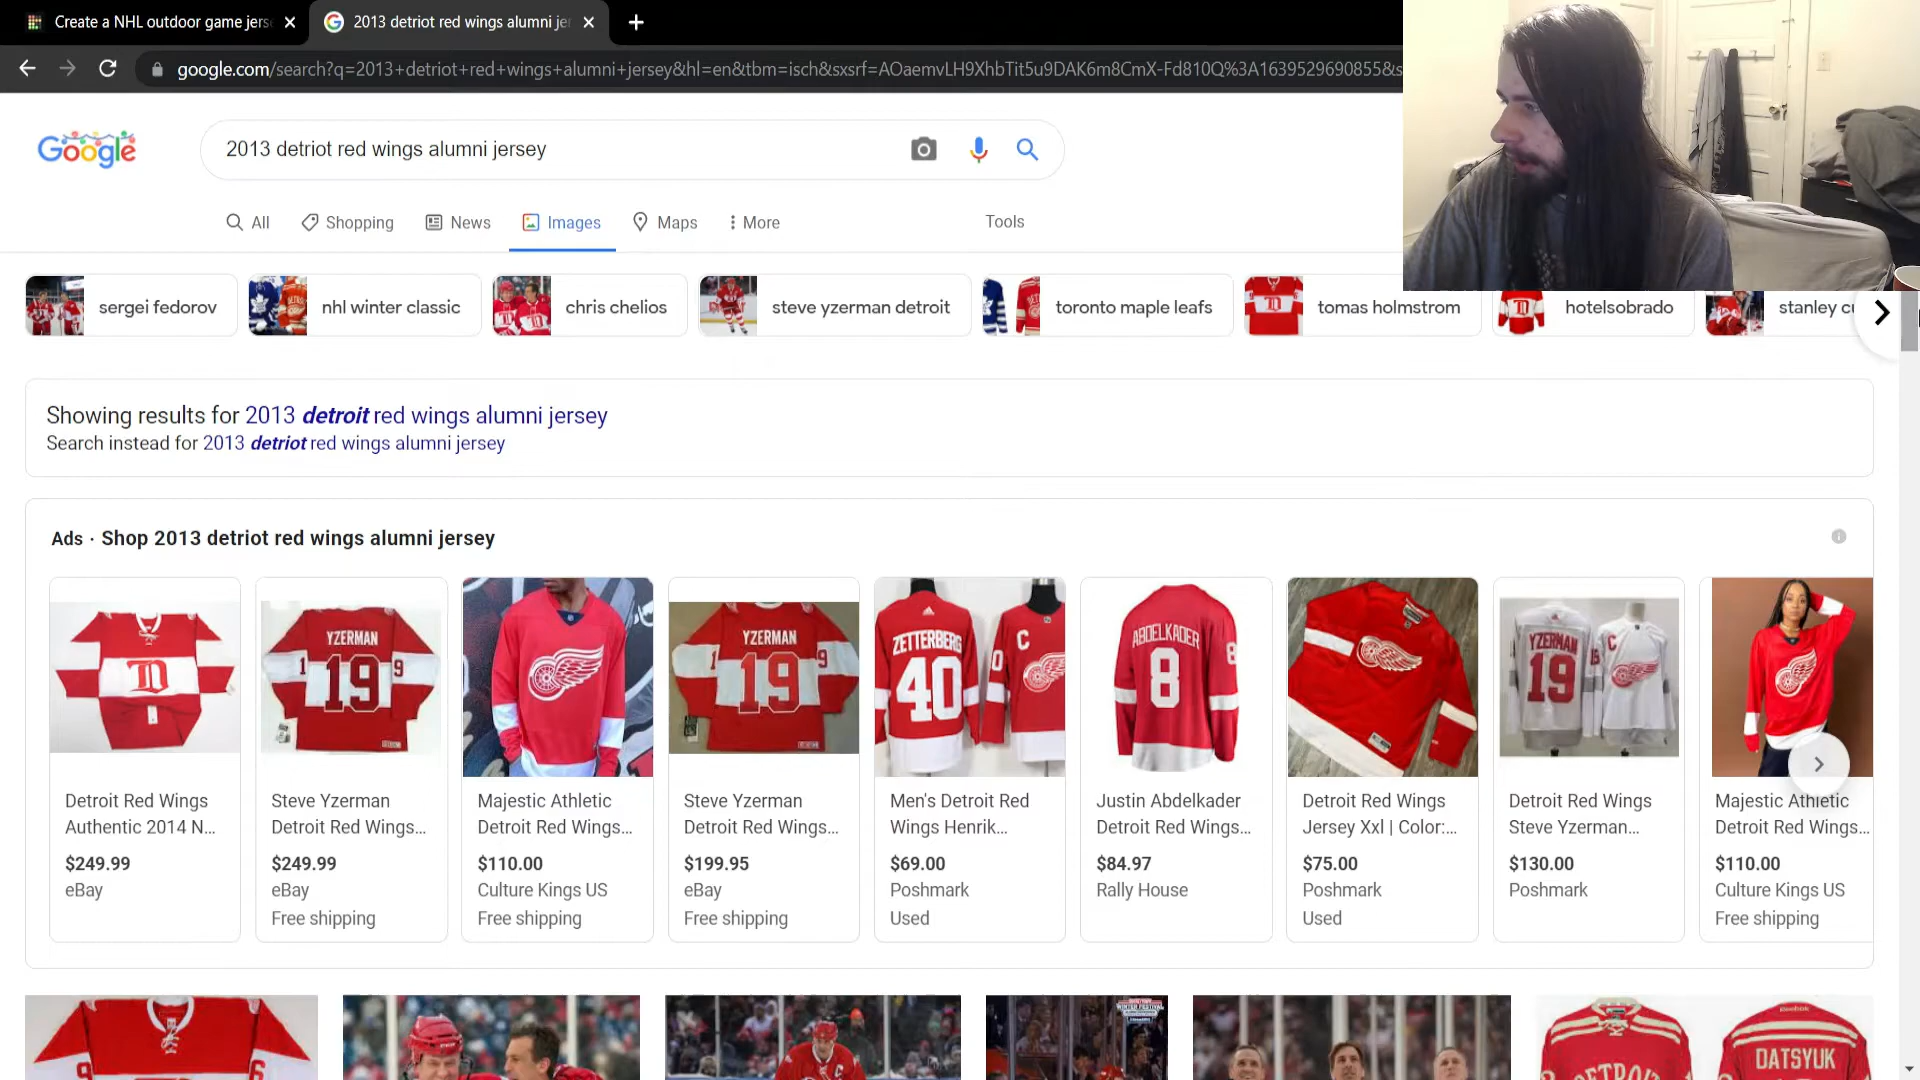 Create a NHL outdoor game jers
2013 detriot red wings alumni je
google.com/search?q=2013+detriot+red+wings+alumni+jersey&hl=en&tbm=isch&sxsrf=AOaemvLH9XhbTit5u9DAK6m8CmX-Fd810Q%3A1639529690855&s
Google
2013 detriot red wings alumni jersey
All Shopping News Images Maps More Tools
sergei fedorov nhl winter classic chris chelios steve yzerman detroit toronto maple leafs tomas holmstrom hotelsobrado stanley cu
Showing results for 2013 detroit red wings alumni jersey
Search instead for 2013 detriot red wings alumni jersey
Ads · Shop 2013 detriot red wings alumni jersey
D
YZERMAN
1 19 9
YZERMAN
1 19 9
ZETTERBERG
40
C
ABDELKADER
8
8
YZERMAN
19
C
Detroit Red Wings
Authentic 2014 N...
$249.99
eBay
Steve Yzerman
Detroit Red Wings...
$249.99
eBay
Free shipping
Majestic Athletic
Detroit Red Wings...
$110.00
Culture Kings US
Free shipping
Steve Yzerman
Detroit Red Wings...
$199.95
eBay
Free shipping
Men's Detroit Red
Wings Henrik...
$69.00
Poshmark
Used
Justin Abdelkader
Detroit Red Wings...
$84.97
Rally House
Detroit Red Wings
Jersey Xxl | Color:...
$75.00
Poshmark
Used
Detroit Red Wings
Steve Yzerman...
$130.00
Poshmark
Majestic Athletic
Detroit Red Wings...
$110.00
Culture Kings US
Free shipping
C
DETROIT
DATSYUK